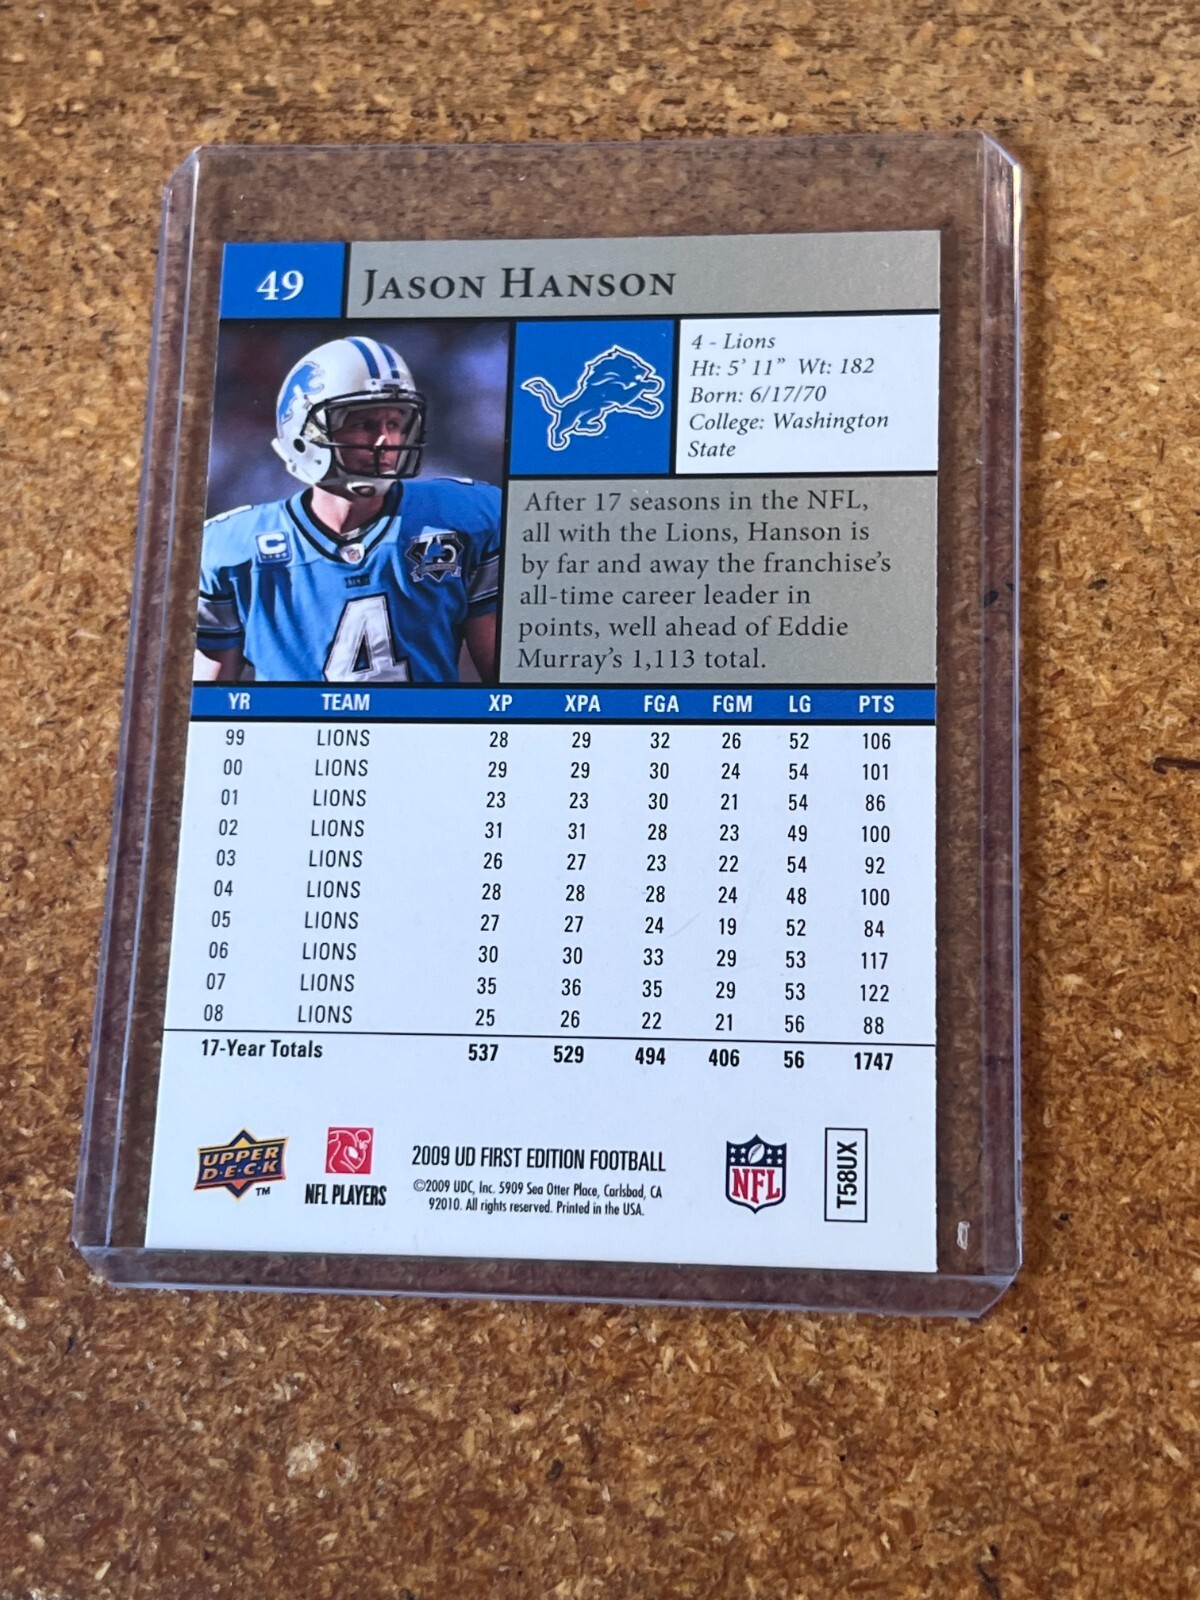 49 JASON HANSON
4 - Lions
Ht: 5' 11" Wt: 182
Born: 6/17/70
College: Washington
State
After 17 seasons in the NFL,
all with the Lions, Hanson is
by far and away the franchise's
all-time career leader in
points, well ahead of Eddie
Murray's 1,113 total.
C
75
4
4
YR TEAM XP XPA FGA FGM LG PTS
99 LIONS 28 29 32 26 52 106
00 LIONS 29 29 30 24 54 101
01 LIONS 23 23 30 21 54 86
02 LIONS 31 31 28 23 49 100
03 LIONS 26 27 23 22 54 92
04 LIONS 28 28 28 24 48 100
05 LIONS 27 27 24 19 52 84
06 LIONS 30 30 33 29 53 117
07 LIONS 35 36 35 29 53 122
08 LIONS 25 26 22 21 56 88
17-Year Totals 537 529 494 406 56 1747
UPPER
D·E·C·K
TM
NFL PLAYERS
2009 UD FIRST EDITION FOOTBALL
©2009 UDC, Inc. 5909 Sea Otter Place, Carlsbad, CA
92010. All rights reserved. Printed in the USA.
NFL
T58UX